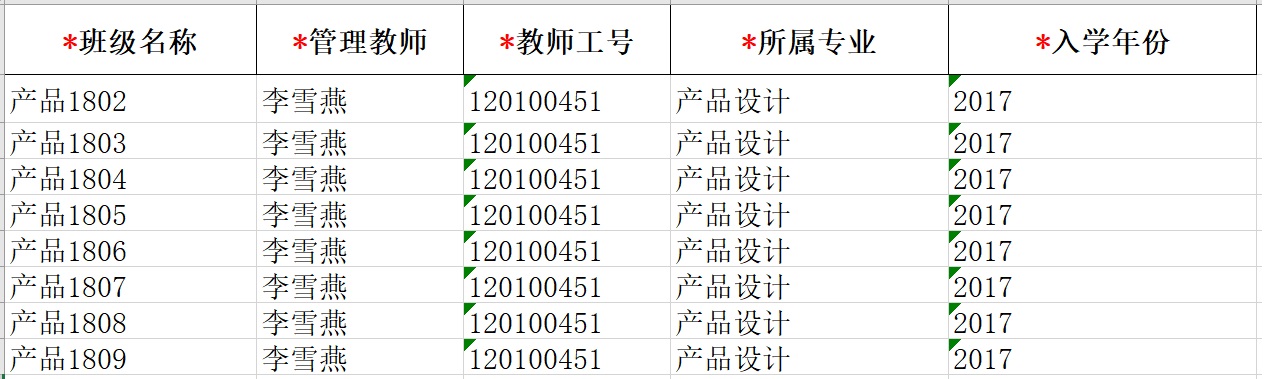 *班级名称 *管理教师 *教师工号 *所属专业 *入学年份
产品1802 李雪燕 120100451 产品设计 2017
产品1803 李雪燕 120100451 产品设计 2017
产品1804 李雪燕 120100451 产品设计 2017
产品1805 李雪燕 120100451 产品设计 2017
产品1806 李雪燕 120100451 产品设计 2017
产品1807 李雪燕 120100451 产品设计 2017
产品1808 李雪燕 120100451 产品设计 2017
产品1809 李雪燕 120100451 产品设计 2017